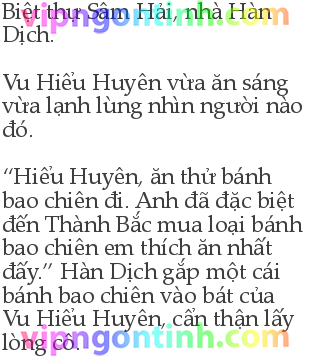 Biệt thự Sâm Hải, nhà Hàn
Dịch.
Vu Hiểu Huyên vừa ăn sáng
vừa lạnh lùng nhìn người nào
đó.
“Hiểu Huyên, ăn thử bánh
bao chiên đi. Anh đã đặc biệt
đến Thành Bắc mua loại bánh
bao chiên em thích ăn nhất
đấy.” Hàn Dịch gắp một cái
bánh bao chiên vào bát của
Vu Hiểu Huyên, cẩn thận lấy
lòng cô.
vipngontinh.com
vipngontinh.com